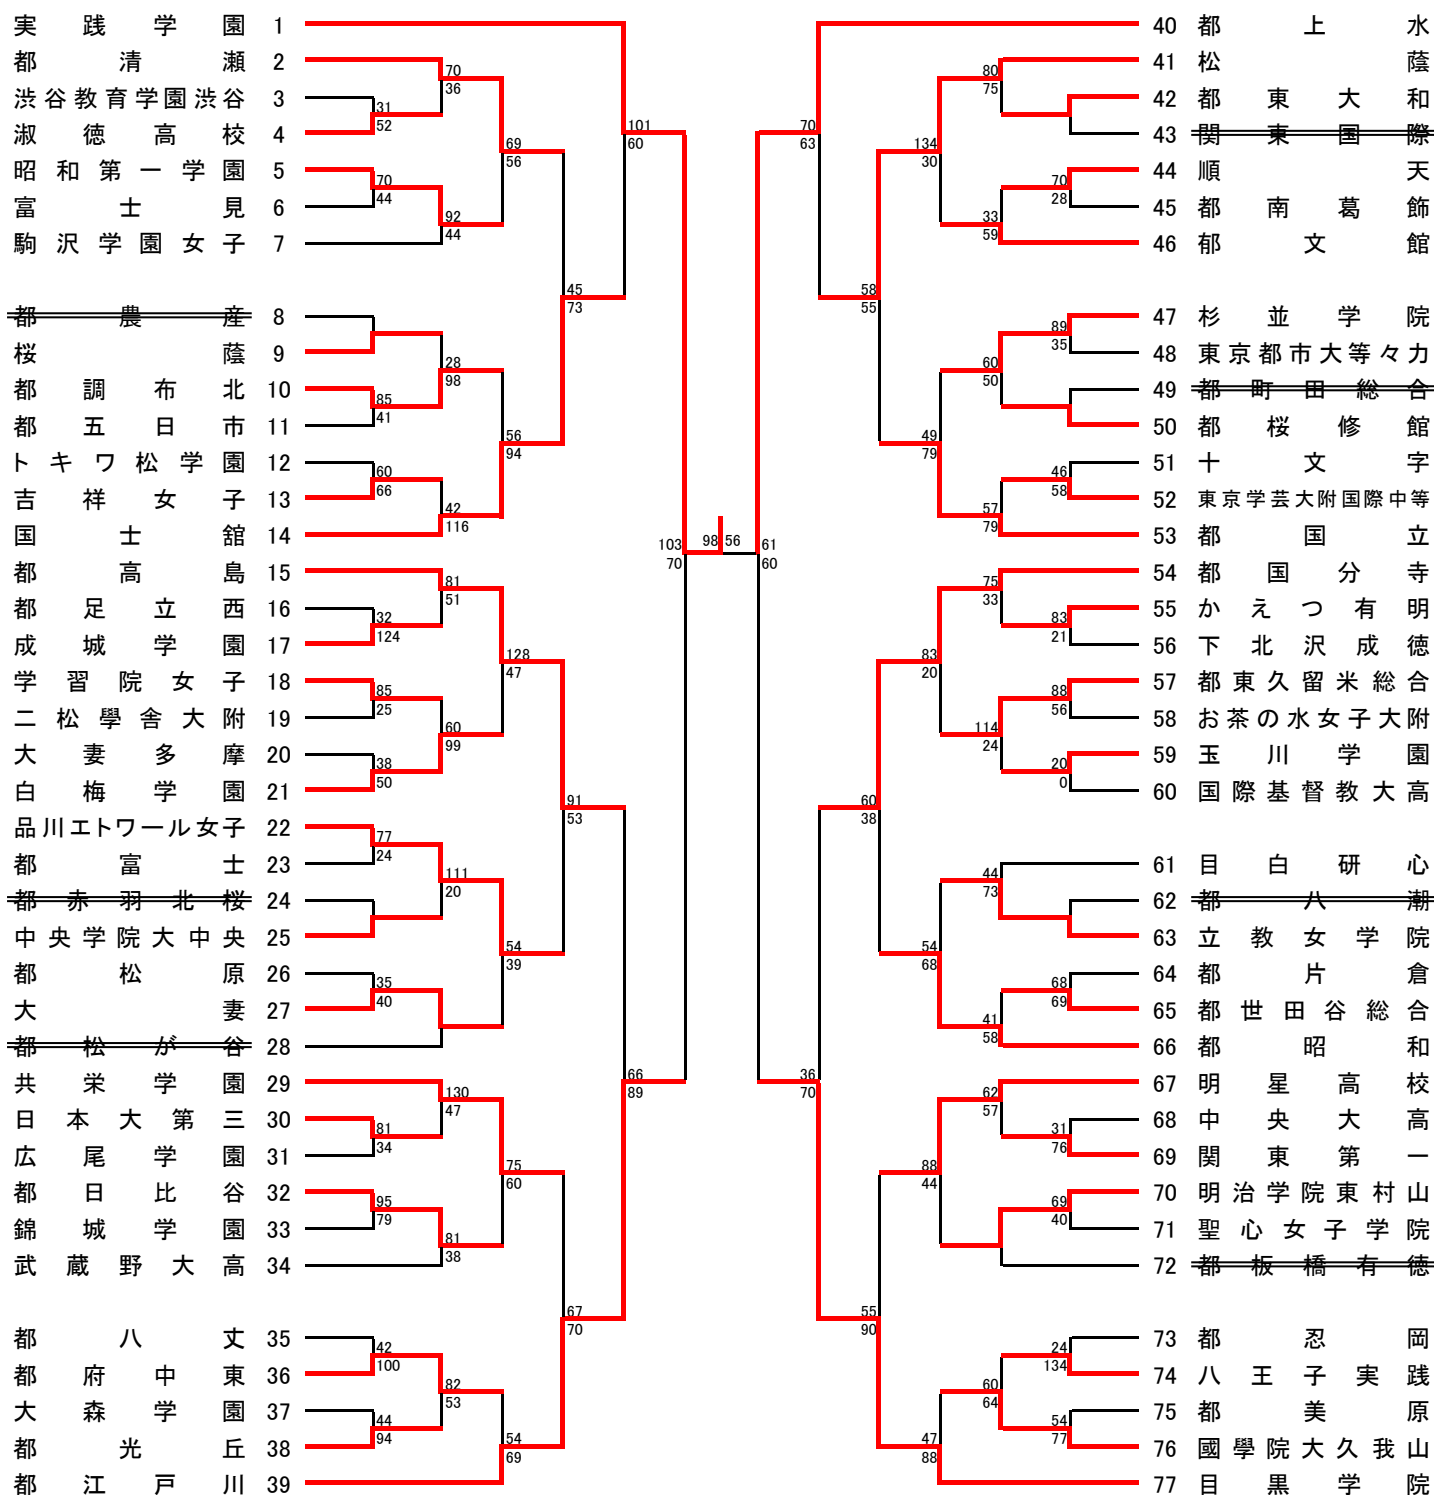 実践学園 1
都清瀬 2
渋谷教育学園渋谷 3
淑徳高校 4
昭和第一学園 5
富士見 6
駒沢学園女子 7
都農産 8
桜蔭 9
都調布北 10
都五日市 11
トキワ松学園 12
吉祥女子 13
国士舘 14
都高島 15
都足立西 16
成城学園 17
学習院女子 18
二松學舎大附 19
大妻多摩 20
白梅学園 21
品川エトワール女子 22
都富士 23
都赤羽北桜 24
中央学院大中央 25
都松原 26
大妻 27
都松が谷 28
共栄学園 29
日本大第三 30
広尾学園 31
都日比谷 32
錦城学園 33
武蔵野大高 34
都八丈 35
都府中東 36
大森学園 37
都光丘 38
都江戸川 39
70
36
31
52
70
44
92
44
69
56
101
60
45
73
28
98
85
41
56
94
60
66
42
116
81
51
32
124
128
47
85
25
60
99
38
50
91
53
77
24
111
20
54
39
35
40
66
89
130
47
81
34
75
60
95
79
81
38
67
70
42
100
82
53
44
94
54
69
103
70
98 56
61
60
70
63
80
75
134
30
70
28
33
59
58
55
89
35
60
50
49
79
46
58
57
79
75
33
83
21
83
20
88
56
114
24
20
0
60
38
44
73
54
68
68
69
41
58
36
70
62
57
31
76
88
44
69
40
55
90
24
134
60
64
54
77
47
88
40 都上水
41 松蔭
42 都東大和
43 関東国際
44 順天
45 都南葛飾
46 郁文館
47 杉並学院
48 東京都市大等々力
49 都町田総合
50 都桜修館
51 十文字
52 東京学芸大附国際中等
53 都国立
54 都国分寺
55 かえつ有明
56 下北沢成徳
57 都東久留米総合
58 お茶の水女子大附
59 玉川学園
60 国際基督教大高
61 目白研心
62 都八潮
63 立教女学院
64 都片倉
65 都世田谷総合
66 都昭和
67 明星高校
68 中央大高
69 関東第一
70 明治学院東村山
71 聖心女子学院
72 都板橋有徳
73 都忍岡
74 八王子実践
75 都美原
76 國學院大久我山
77 目黒学院